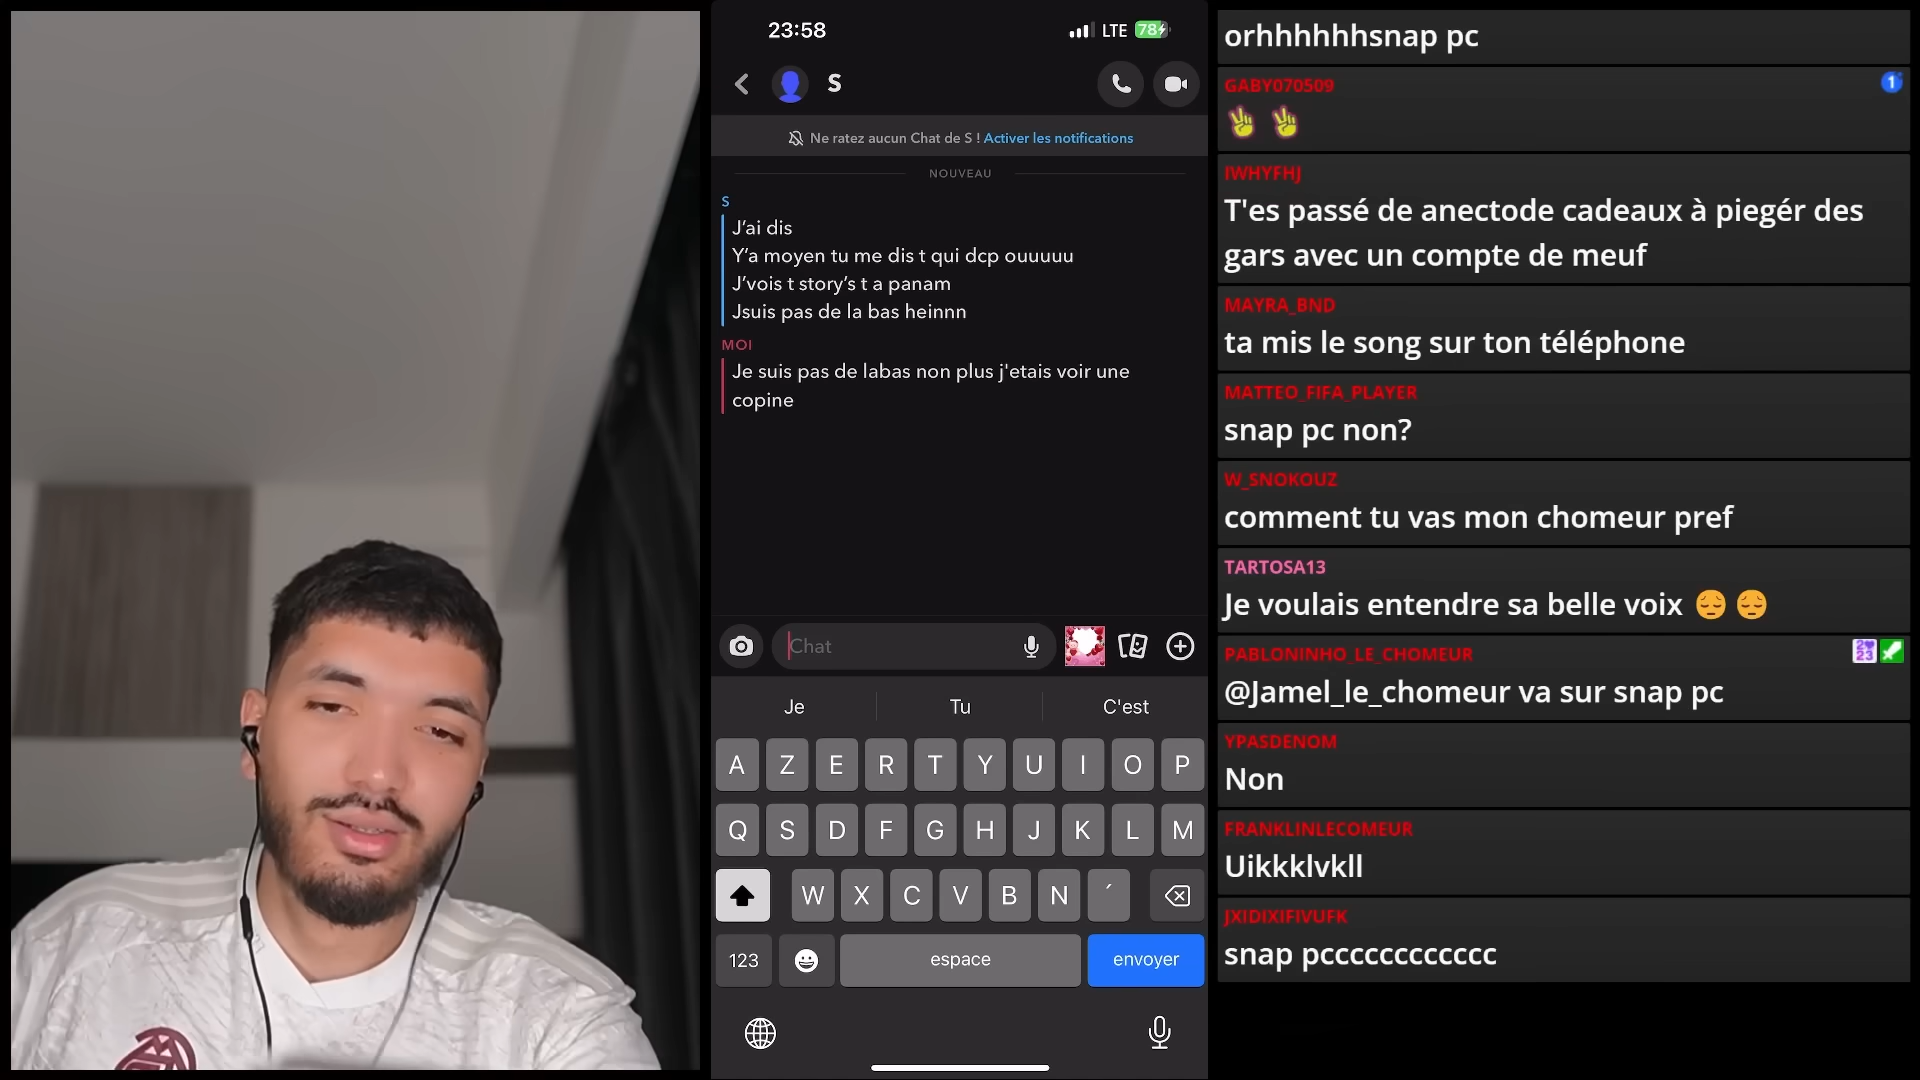 23:58
LTE
78
S
Ne ratez aucun Chat de S ! Activer les notifications
NOUVEAU
S
J'ai dis
Y'a moyen tu me dis t qui dcp ouuuuu
J'vois t story's t a panam
Jsuis pas de la bas heinnn
MOI
Je suis pas de labas non plus j'etais voir une
copine
Chat
Je
Tu
C'est
A Z E R T Y U I O P
Q S D F G H J K L M
W X C V B N ´
123
espace
envoyer
orhhhhhhsnap pc
GABY070509
1
IWHYFHJ
T'es passé de anectode cadeaux à piegér des
gars avec un compte de meuf
MAYRA_BND
ta mis le song sur ton téléphone
MATTEO_FIFA_PLAYER
snap pc non?
W_SNOKOUZ
comment tu vas mon chomeur pref
TARTOSA13
Je voulais entendre sa belle voix 😔 😔
PABLONINHO_LE_CHOMEUR
@Jamel_le_chomeur va sur snap pc
YPASDENOM
Non
FRANKLINLECOMEUR
Uikkklvkll
JXIDIXIFIVUFK
snap pcccccccccccc